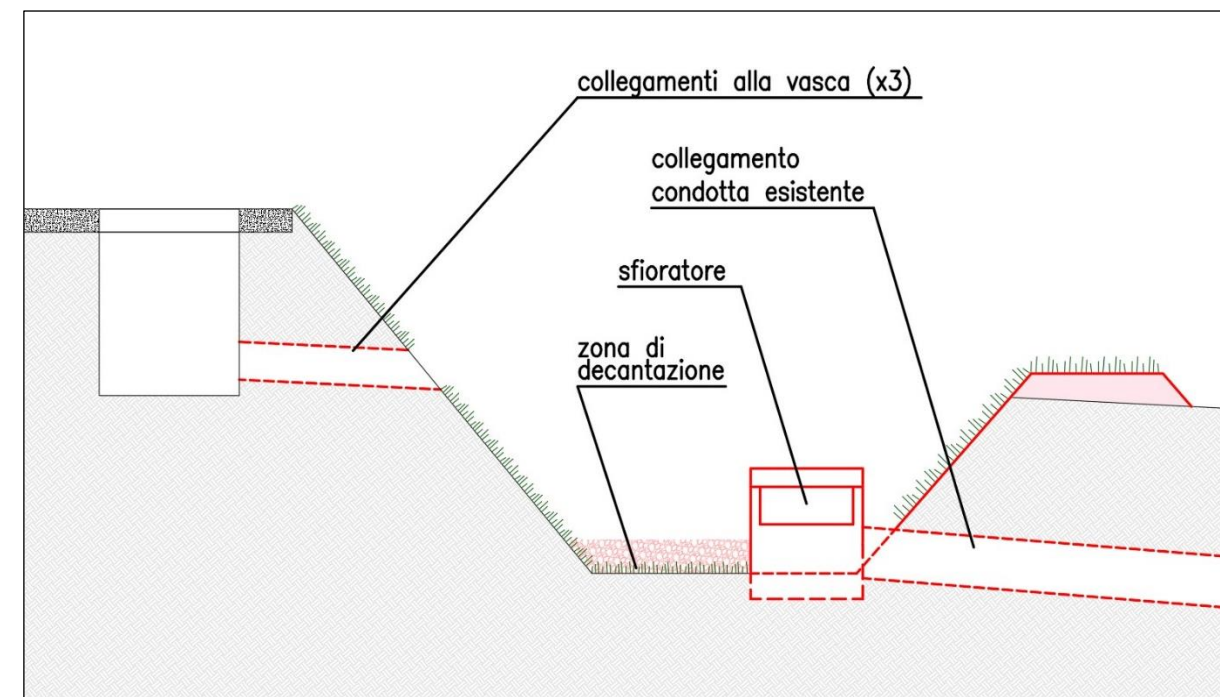 collegamenti alla vasca (x3)
collegamento
condotta esistente
sfioratore
zona di
decantazione